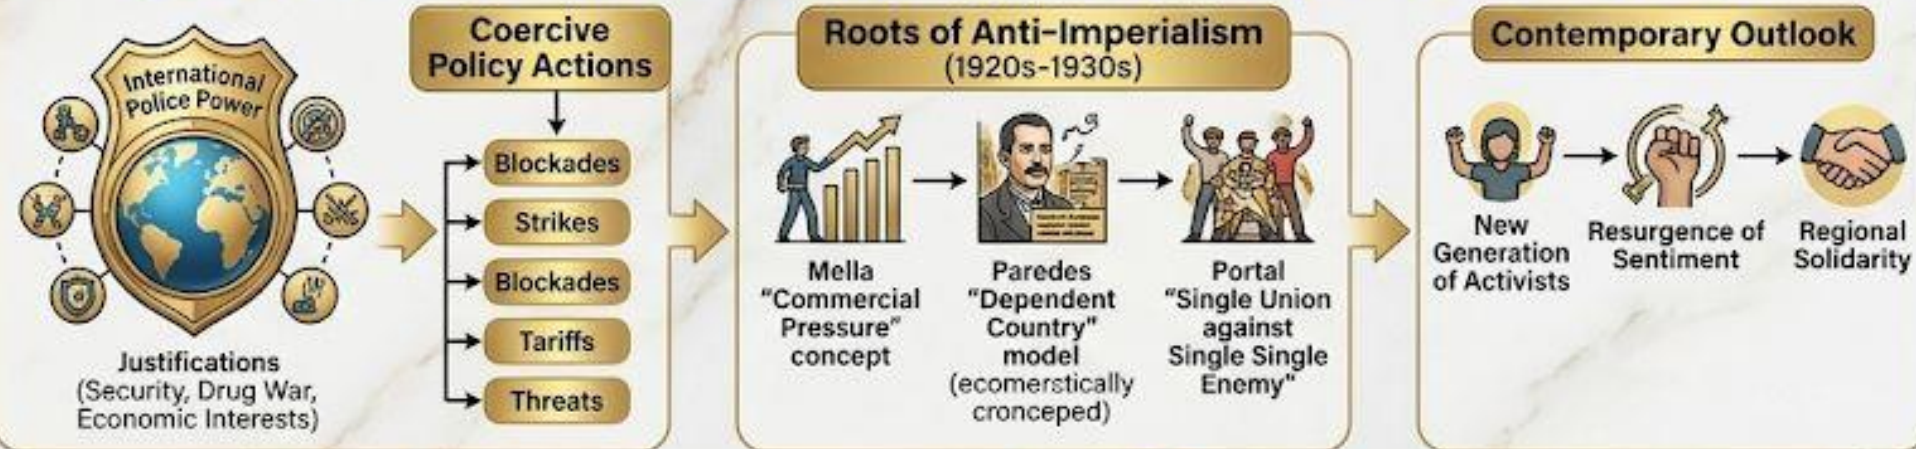 International
Police Power
Justifications
(Security, Drug War,
Economic Interests)
Coercive
Policy Actions
Blockades
Strikes
Blockades
Tariffs
Threats
Roots of Anti-Imperialism
(1920s-1930s)
Mella
"Commercial
Pressure"
concept
Paredes
"Dependent
Country"
model
(ecomerstically
cronceped)
Portal
"Single Union
against
Single Single
Enemy"
Contemporary Outlook
New
Generation
of Activists
Resurgence of
Sentiment
Regional
Solidarity